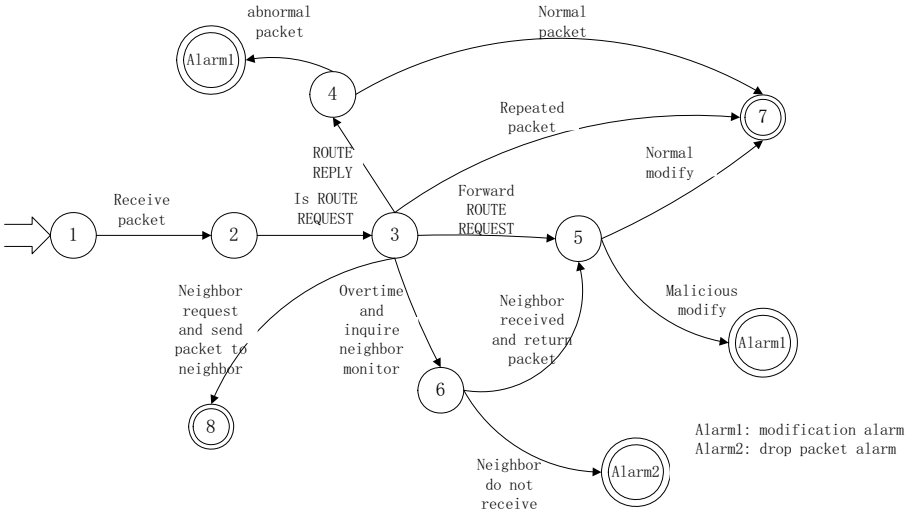 abnormal
packet
Normal
packet
Alarm1
4
Repeated
packet
7
ROUTE
REPLY
Normal
modify
Receive
packet
Is ROUTE
REQUEST
Forward
ROUTE
REQUEST
1
2
3
5
Neighbor
request
and send
packet to
neighbor
Overtime
and
inquire
neighbor
monitor
Neighbor
received
and return
packet
Malicious
modify
Alarm1
6
8
Neighbor
do not
receive
Alarm2
Alarm1: modification alarm
Alarm2: drop packet alarm